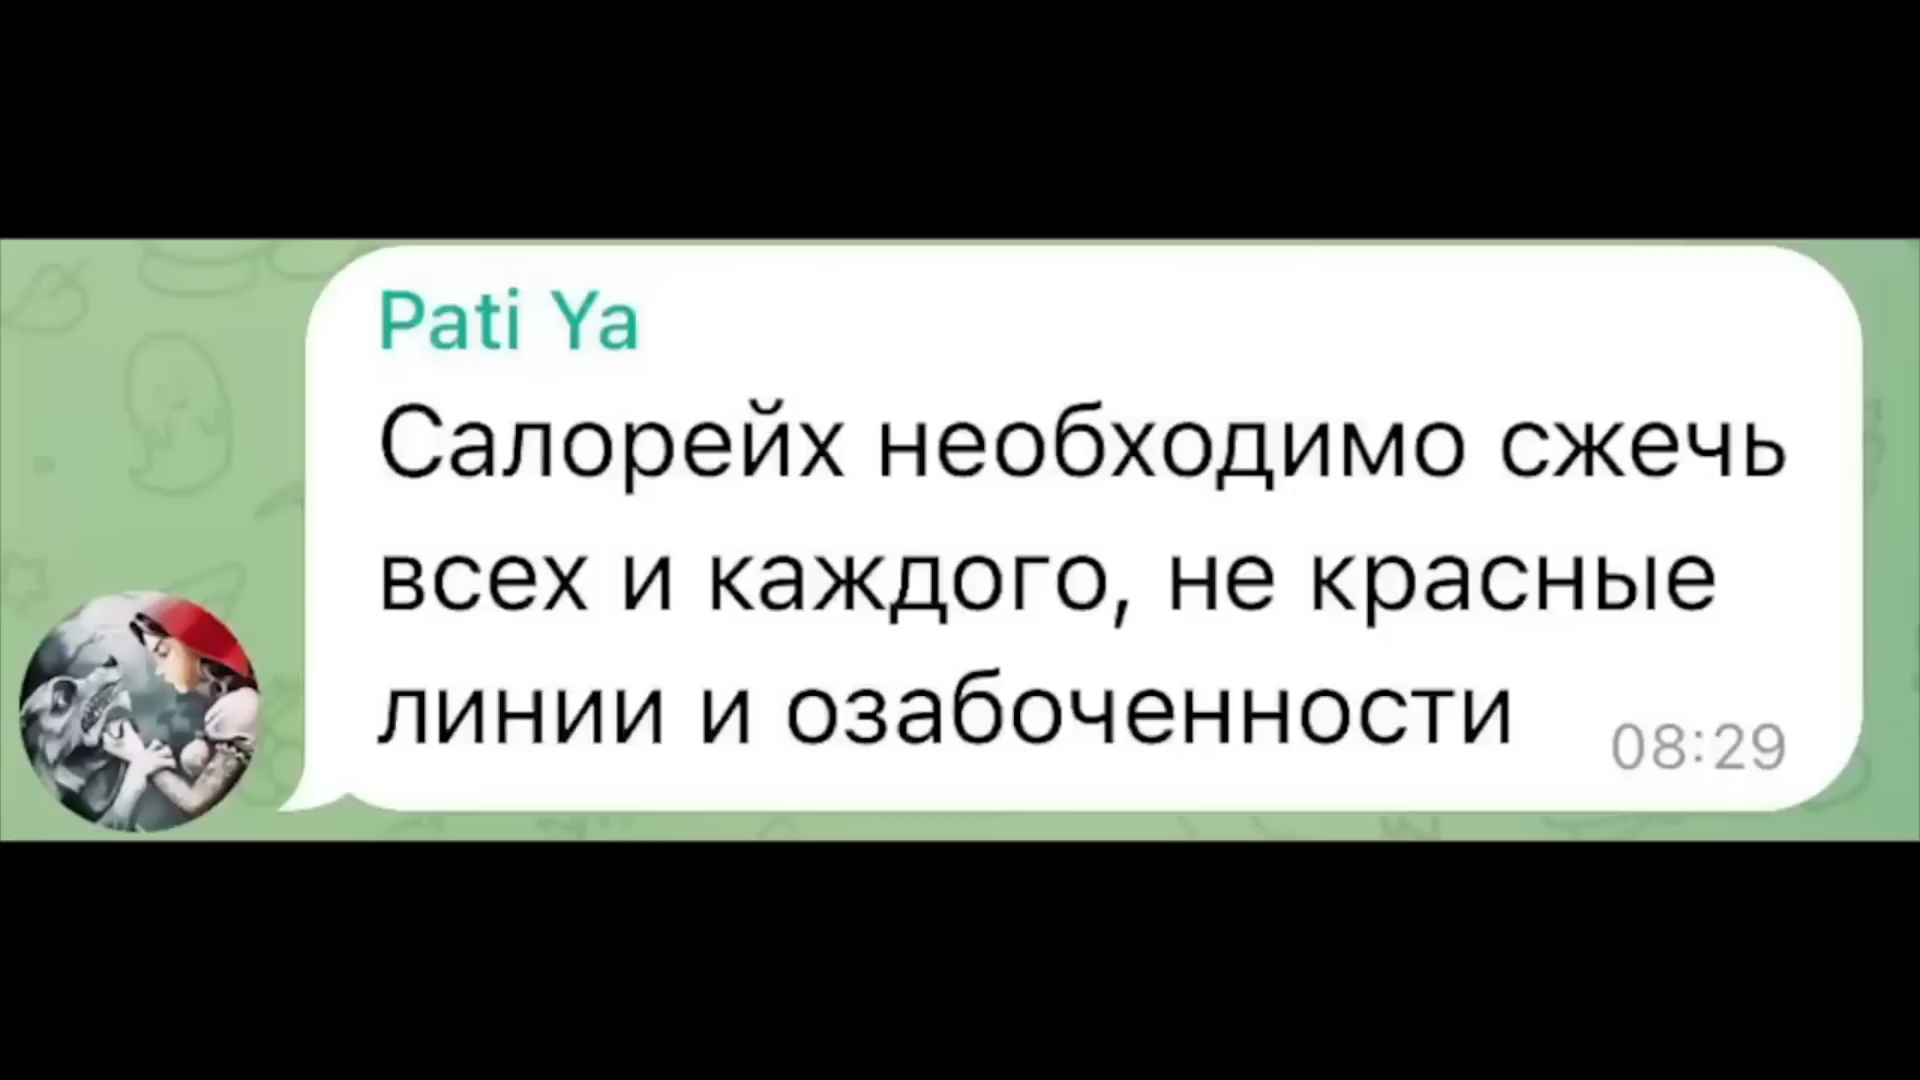 Pati Ya
Салорейх необходимо сжечь
всех и каждого, не красные
линии и озабоченности
08:29